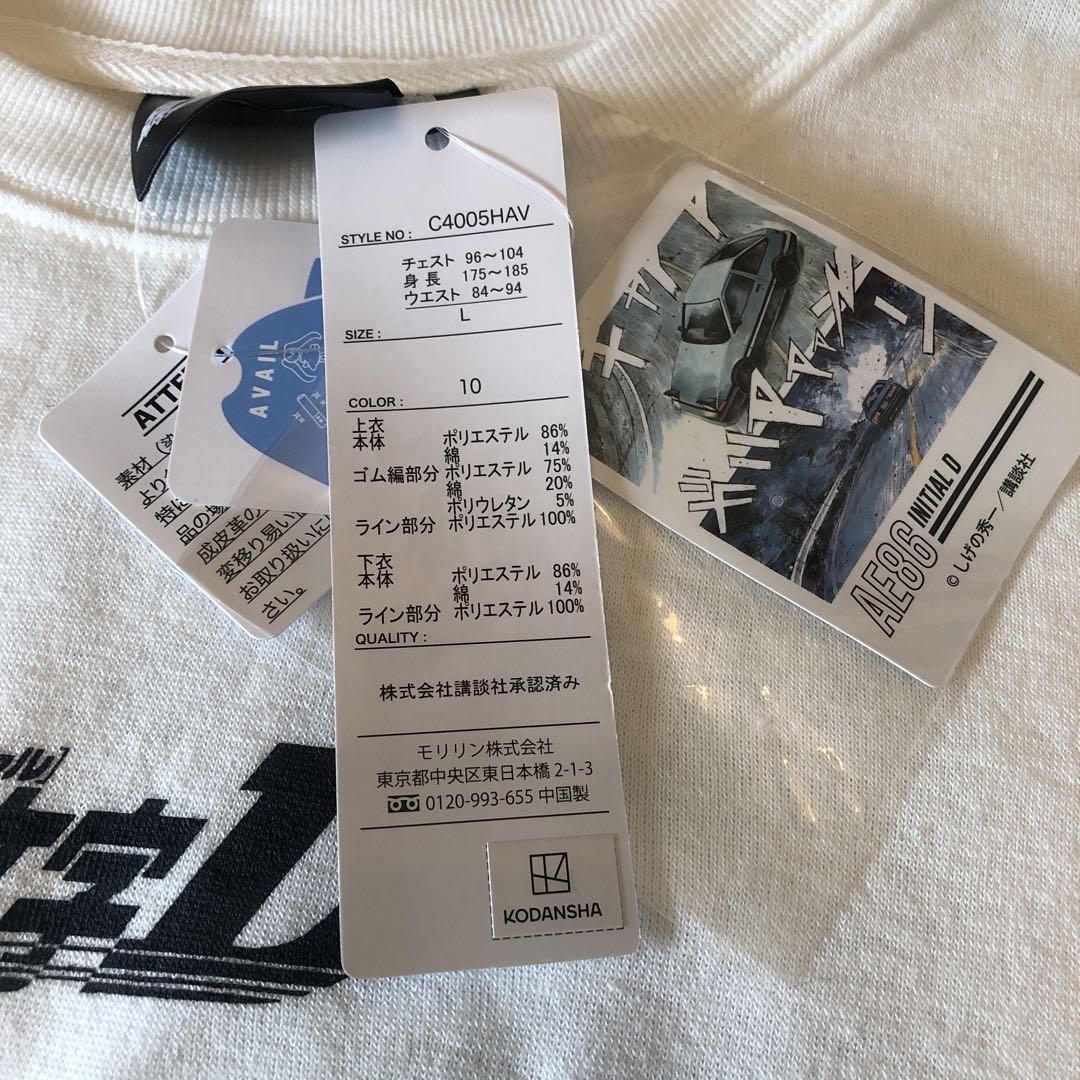 STYLE NO: C4005HAV
チェスト 96～104
身長 175～185
ウエスト 84～94
L
SIZE:
10
COLOR:
上衣
本体 ポリエステル 86%
綿 14%
ゴム編部分 ポリエステル 75%
綿 20%
ポリウレタン 5%
ライン部分 ポリエステル 100%
下衣
本体 ポリエステル 86%
綿 14%
ライン部分 ポリエステル 100%
QUALITY:
株式会社講談社承認済み
モリリン株式会社
東京都中央区東日本橋 2-1-3
0120-993-655 中国製
KODANSHA
AVAIL
素材
より
品の場
成皮革の
変移り易い
お取り扱いに
さい。
AE86 INITIAL D
© しげの秀一／講談社
D